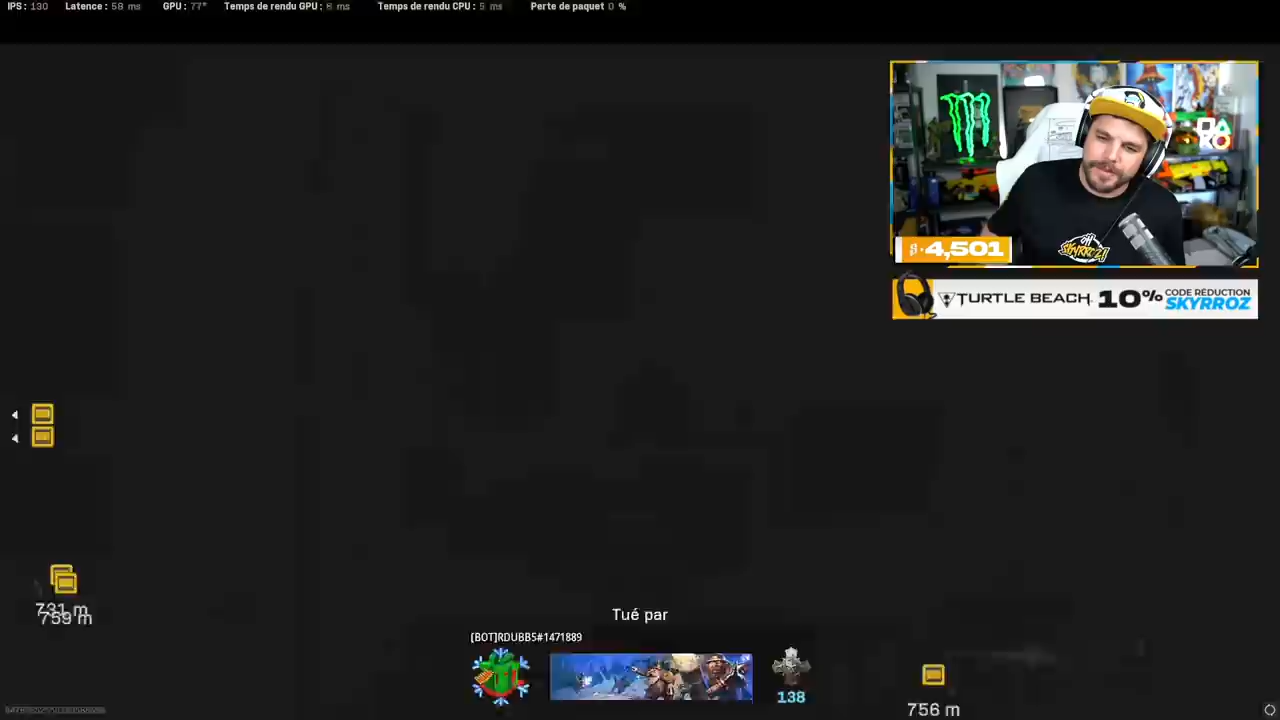 IPS : 130 Latence : 58 ms GPU : 77° Temps de rendu GPU : 8 ms Temps de rendu CPU : 5 ms Perte de paquet 0 %
4,501
TURTLE BEACH 10% CODE RÉDUCTION SKYRROZ
731 m
759 m
Tué par
[BOT]RDUBB5#1471889
138
756 m